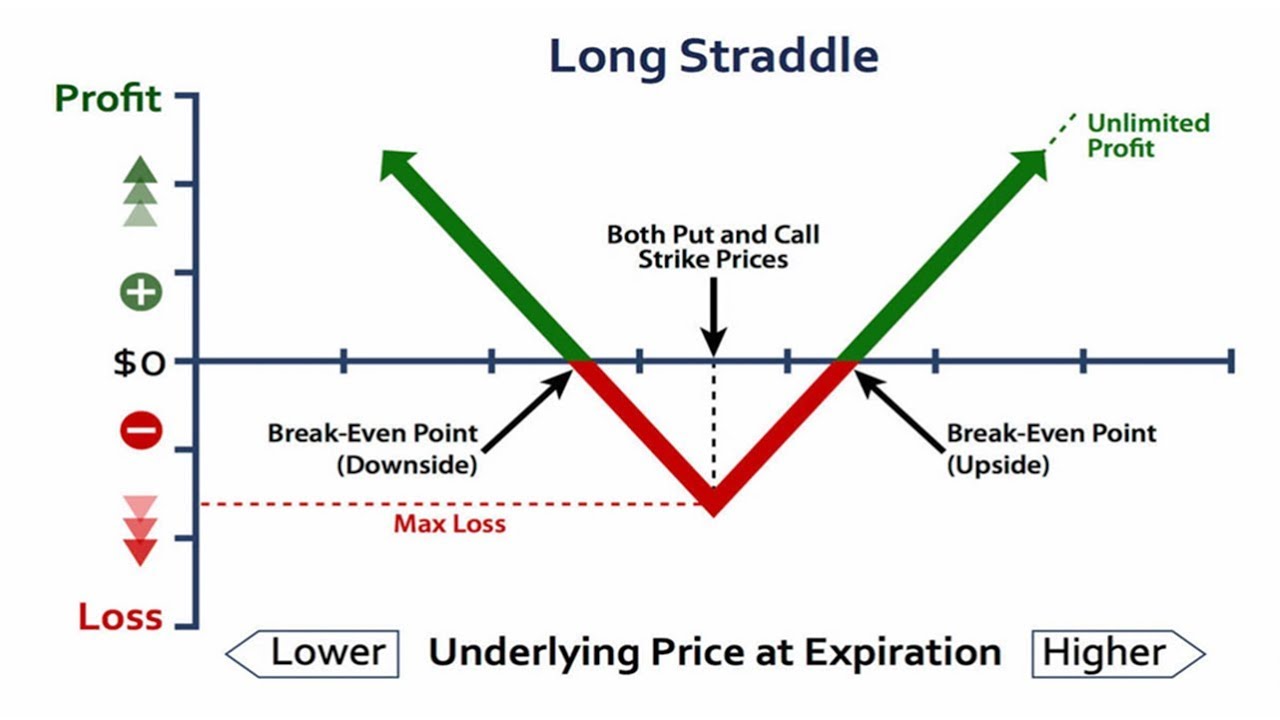 Long Straddle
Profit
Unlimited
Profit
Both Put and Call
Strike Prices
$0
Break-Even Point
(Downside)
Break-Even Point
(Upside)
Max Loss
Loss
Lower
Underlying Price at Expiration
Higher